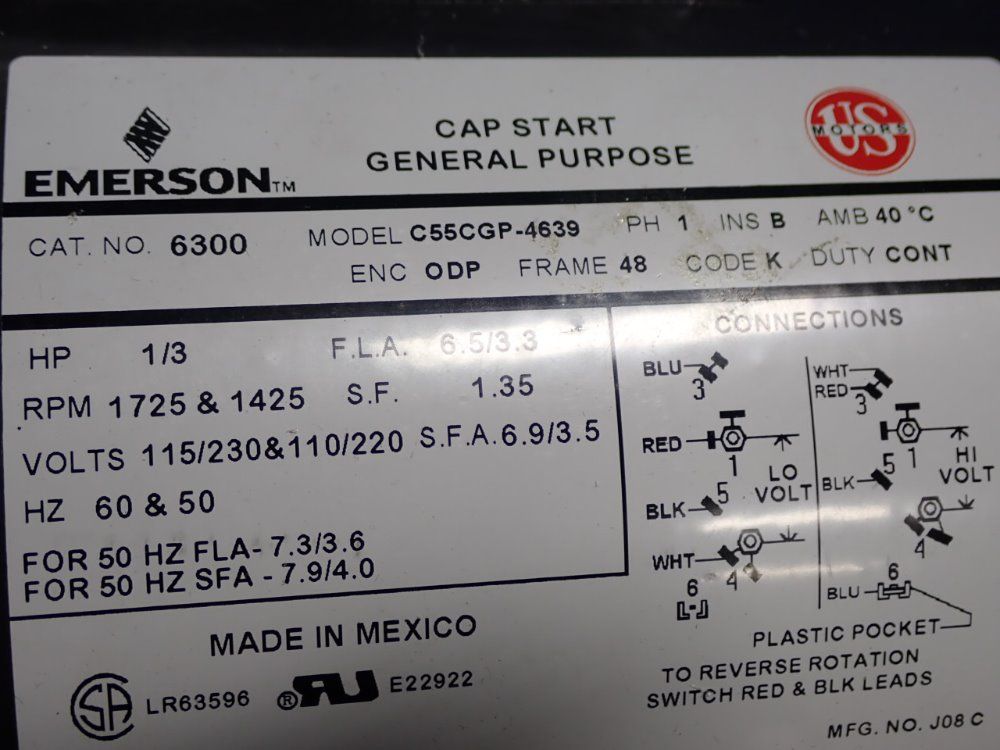 CAP START
GENERAL PURPOSE
EMERSON™
US
MOTORS
CAT. NO. 6300 MODEL C55CGP-4639 PH 1 INS B AMB 40 °C
ENC ODP FRAME 48 CODE K DUTY CONT
HP 1/3 F.L.A. 6.5/3.3
RPM 1725 & 1425 S.F. 1.35
VOLTS 115/230&110/220 S.F.A. 6.9/3.5
HZ 60 & 50
FOR 50 HZ FLA- 7.3/3.6
FOR 50 HZ SFA - 7.9/4.0
CONNECTIONS
BLU 3
RED 1
LO
VOLT
BLK 5
WHT 4
6
WHT
RED 3
1
HI
VOLT
BLK 5
4
BLU 6
PLASTIC POCKET
TO REVERSE ROTATION
SWITCH RED & BLK LEADS
MADE IN MEXICO
SA LR63596 ® RU E22922
MFG. NO. J08 C